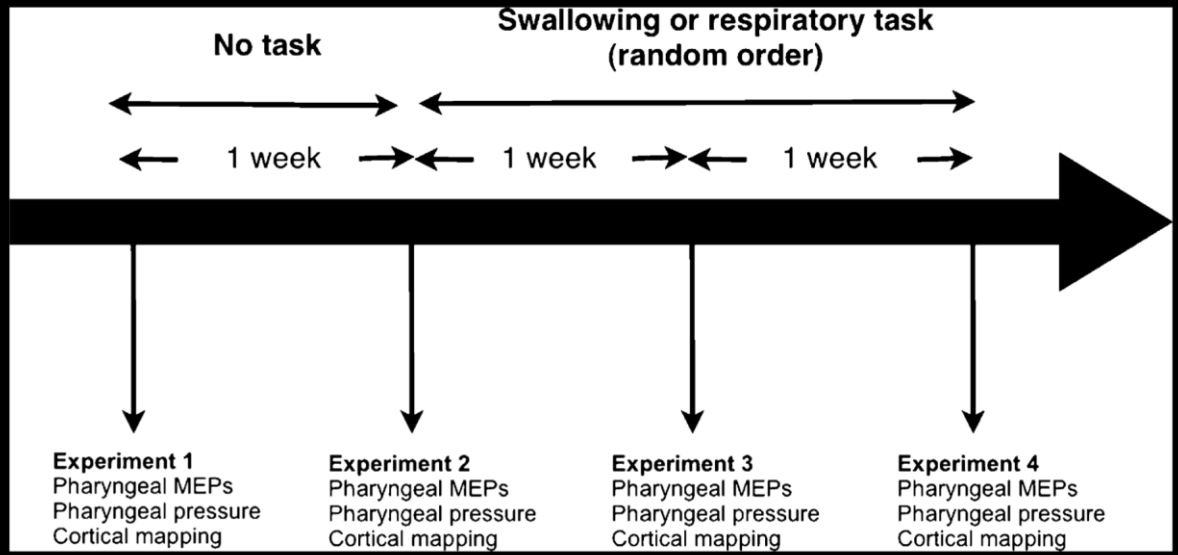 No task
Swallowing or respiratory task
(random order)
1 week
1 week
1 week
Experiment 1
Pharyngeal MEPs
Pharyngeal pressure
Cortical mapping
Experiment 2
Pharyngeal MEPs
Pharyngeal pressure
Cortical mapping
Experiment 3
Pharyngeal MEPs
Pharyngeal pressure
Cortical mapping
Experiment 4
Pharyngeal MEPs
Pharyngeal pressure
Cortical mapping